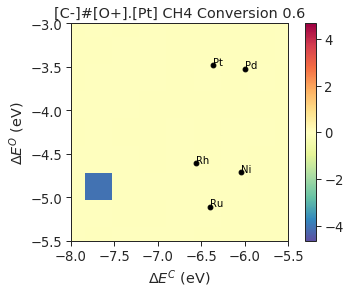 [C-]#[O+].[Pt] CH4 Conversion 0.6
−3.0
−3.5
−4.0
−4.5
−5.0
−5.5
ΔE^O (eV)
Pt
Pd
Rh
Ni
Ru
−8.0 −7.5 −7.0 −6.5 −6.0 −5.5
ΔE^C (eV)
4
2
0
−2
−4